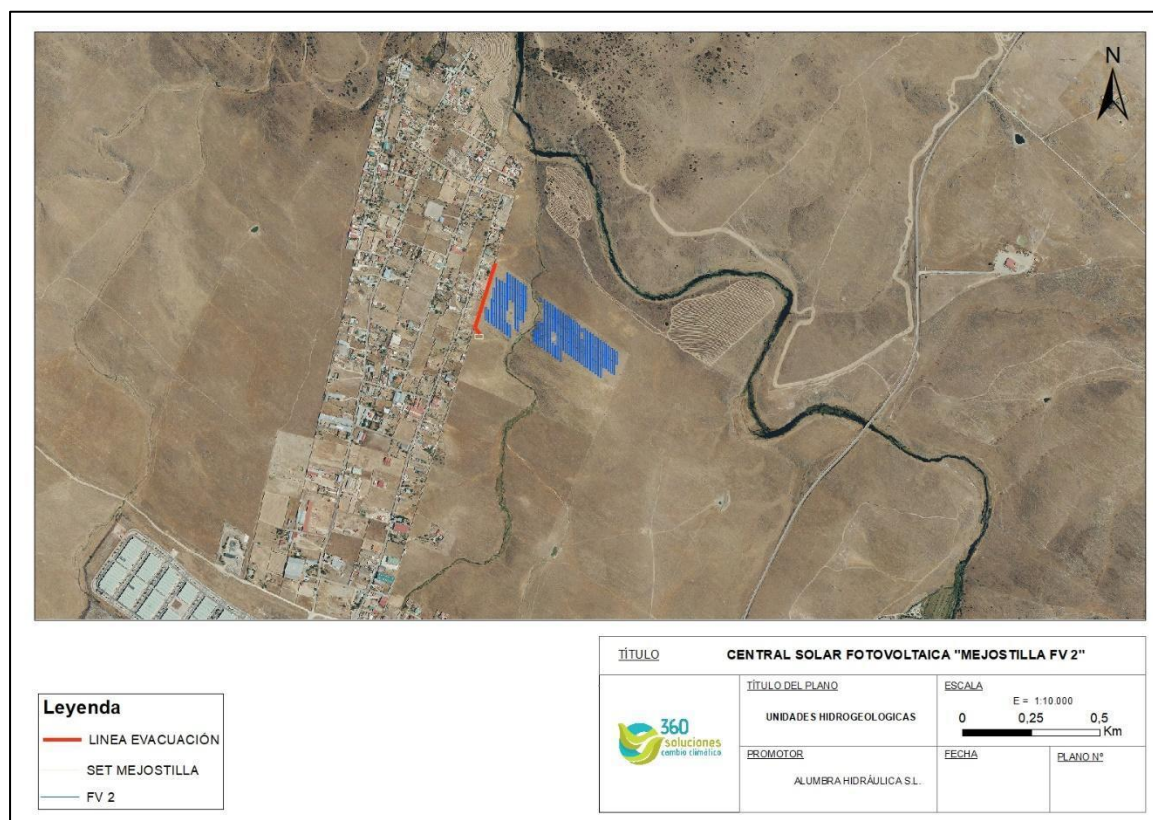 N
TÍTULO
CENTRAL SOLAR FOTOVOLTAICA "MEJOSTILLA FV 2"
TÍTULO DEL PLANO
UNIDADES HIDROGEOLOGICAS
ESCALA
E = 1:10.000
0 0,25 0,5
Km
360
soluciones
cambio climático
PROMOTOR
ALUMBRA HIDRÁULICA S.L.
FECHA
PLANO Nº
Leyenda
LINEA EVACUACIÓN
SET MEJOSTILLA
FV 2